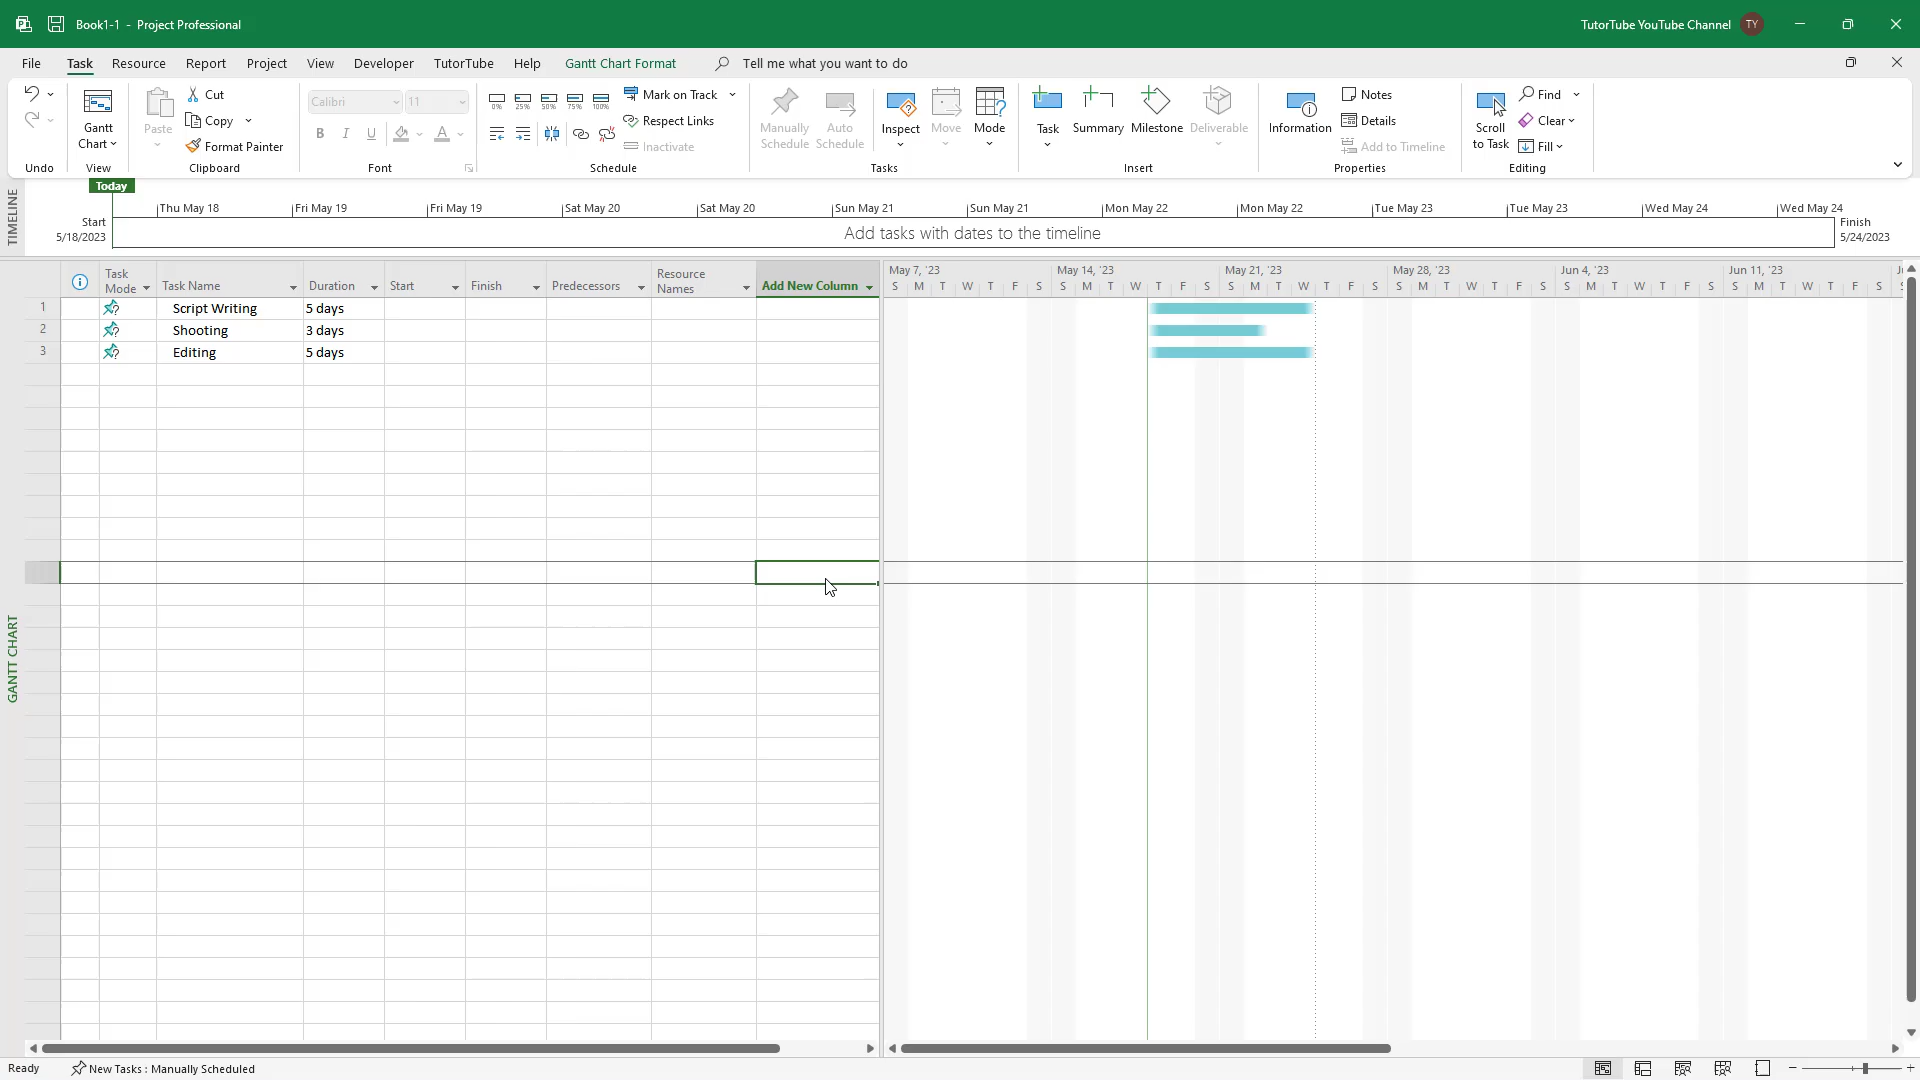 Book1-1 - Project Professional
TutorTube YouTube Channel TY
File Task Resource Report Project View Developer TutorTube Help Gantt Chart Format Tell me what you want to do
Gantt Chart
Paste
Cut
Copy
Format Painter
Calibri 11
B I U A
0% 25% 50% 75% 100%
Mark on Track
Respect Links
Inactivate
Manually Schedule
Auto Schedule
Inspect
Move
Mode
Task
Summary
Milestone
Deliverable
Information
Notes
Details
Add to Timeline
Scroll to Task
Find
Clear
Fill
Undo View Clipboard Font Schedule Tasks Insert Properties Editing
TIMELINE
Today
Start
5/18/2023
Thu May 18 Fri May 19 Fri May 19 Sat May 20 Sat May 20 Sun May 21 Sun May 21 Mon May 22 Mon May 22 Tue May 23 Tue May 23 Wed May 24 Wed May 24
Add tasks with dates to the timeline
Finish
5/24/2023
GANTT CHART
Task Mode Task Name Duration Start Finish Predecessors Resource Names Add New Column
May 7, '23 May 14, '23 May 21, '23 May 28, '23 Jun 4, '23 Jun 11, '23
S M T W T F S S M T W T F S S M T W T F S S M T W T F S S M T W T F S S M T W T F S
1 Script Writing 5 days
2 Shooting 3 days
3 Editing 5 days
Ready New Tasks : Manually Scheduled